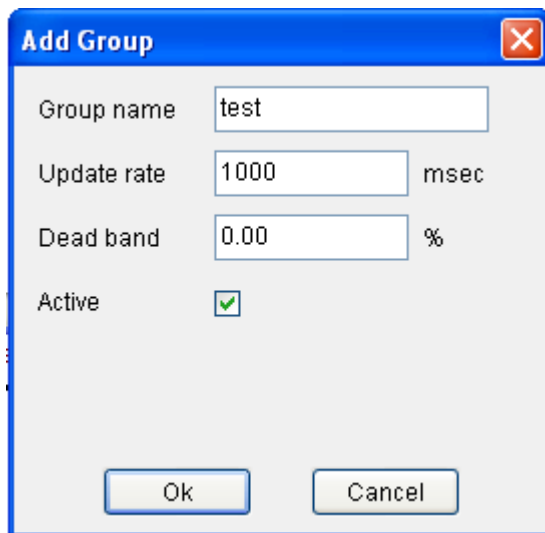 Add Group
Group name test
Update rate 1000 msec
Dead band 0.00 %
Active
Ok Cancel